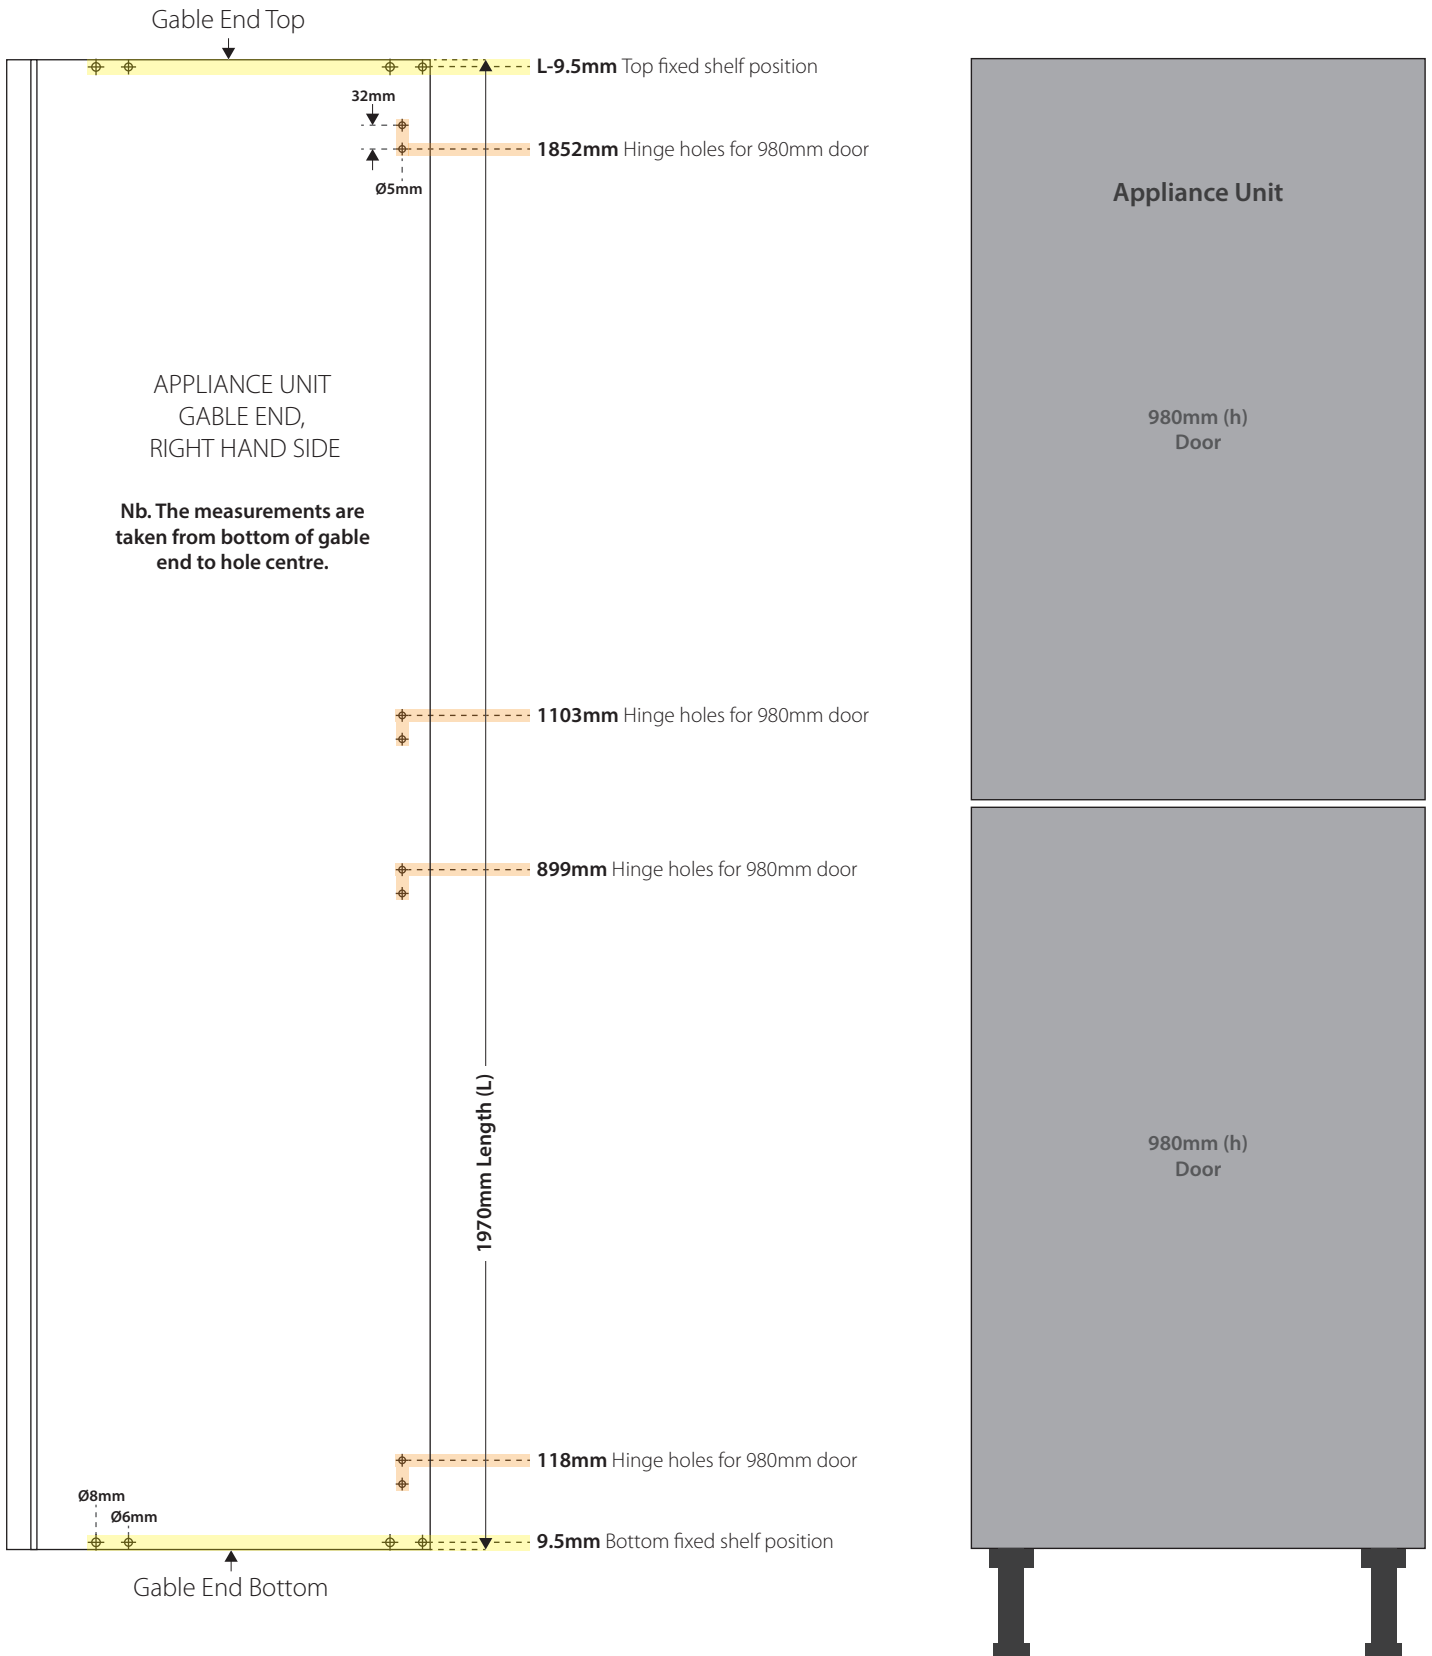 Gable End Top
L-9.5mm Top fixed shelf position
32mm
1852mm Hinge holes for 980mm door
Ø5mm
APPLIANCE UNIT
GABLE END,
RIGHT HAND SIDE
Nb. The measurements are
taken from bottom of gable
end to hole centre.
1103mm Hinge holes for 980mm door
899mm Hinge holes for 980mm door
1970mm Length (L)
118mm Hinge holes for 980mm door
Ø8mm
Ø6mm
9.5mm Bottom fixed shelf position
Gable End Bottom
Appliance Unit
980mm (h)
Door
980mm (h)
Door